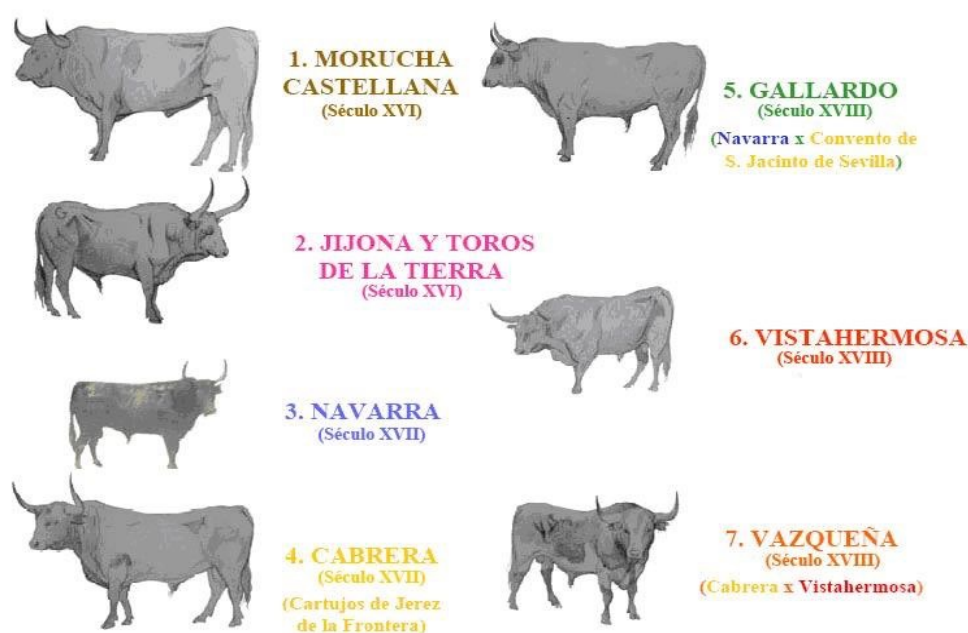 1. MORUCHA
CASTELLANA
(Século XVI)
2. JIJONA Y TOROS
DE LA TIERRA
(Século XVI)
3. NAVARRA
(Século XVII)
4. CABRERA
(Século XVII)
(Cartujos de Jerez
de la Frontera)
5. GALLARDO
(Século XVIII)
(Navarra x Convento de
S. Jacinto de Sevilla)
6. VISTAHERMOSA
(Século XVIII)
7. VAZQUEÑA
(Século XVIII)
(Cabrera x Vistahermosa)